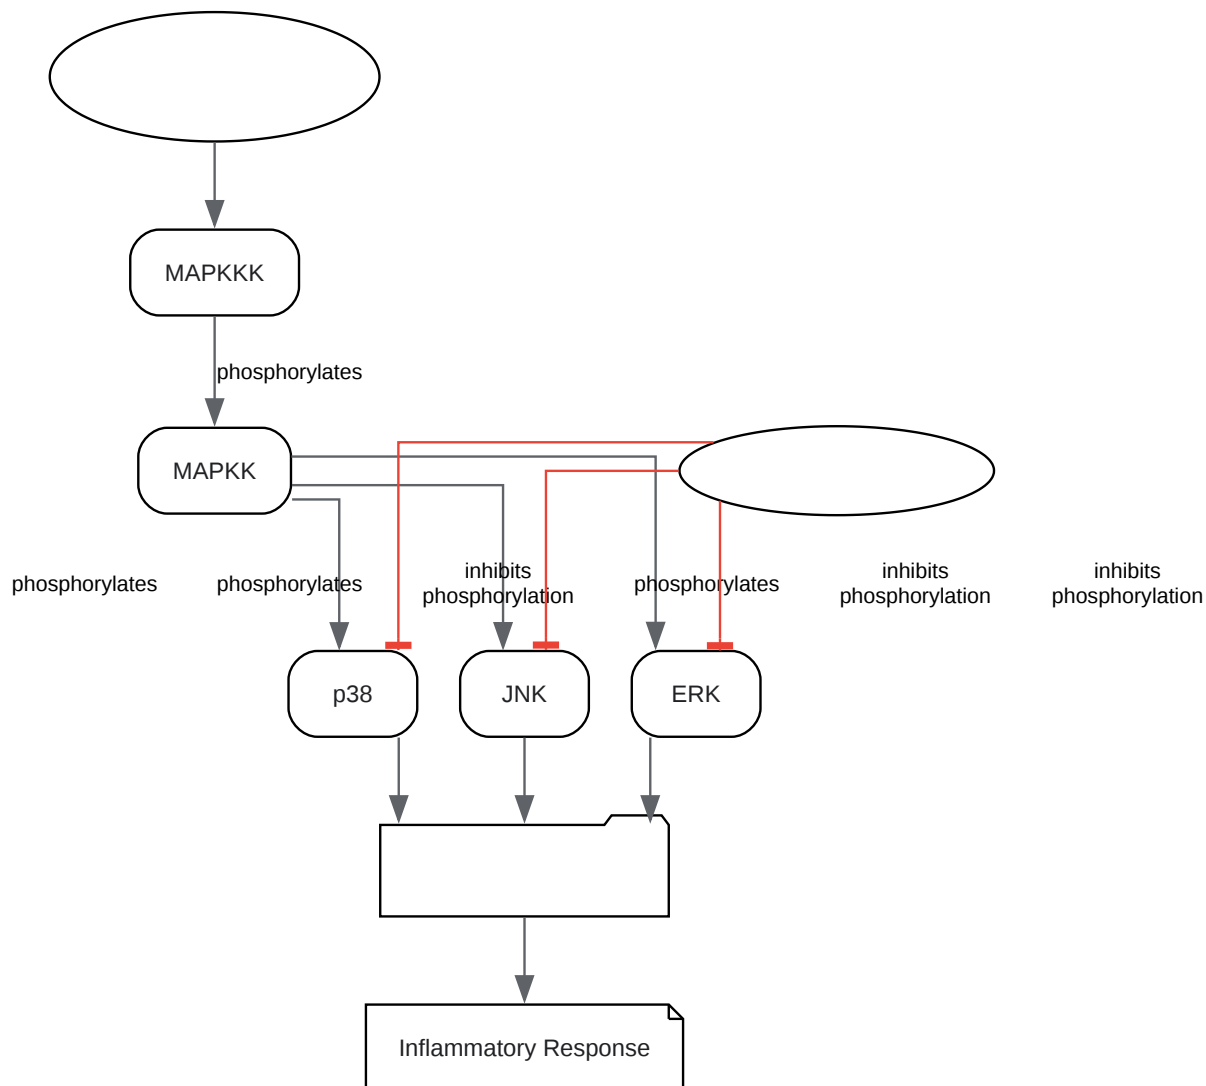 MAPKKK
phosphorylates
MAPKK
phosphorylates
phosphorylates
inhibits
phosphorylation
phosphorylates
inhibits
phosphorylation
inhibits
phosphorylation
p38
JNK
ERK
Inflammatory Response